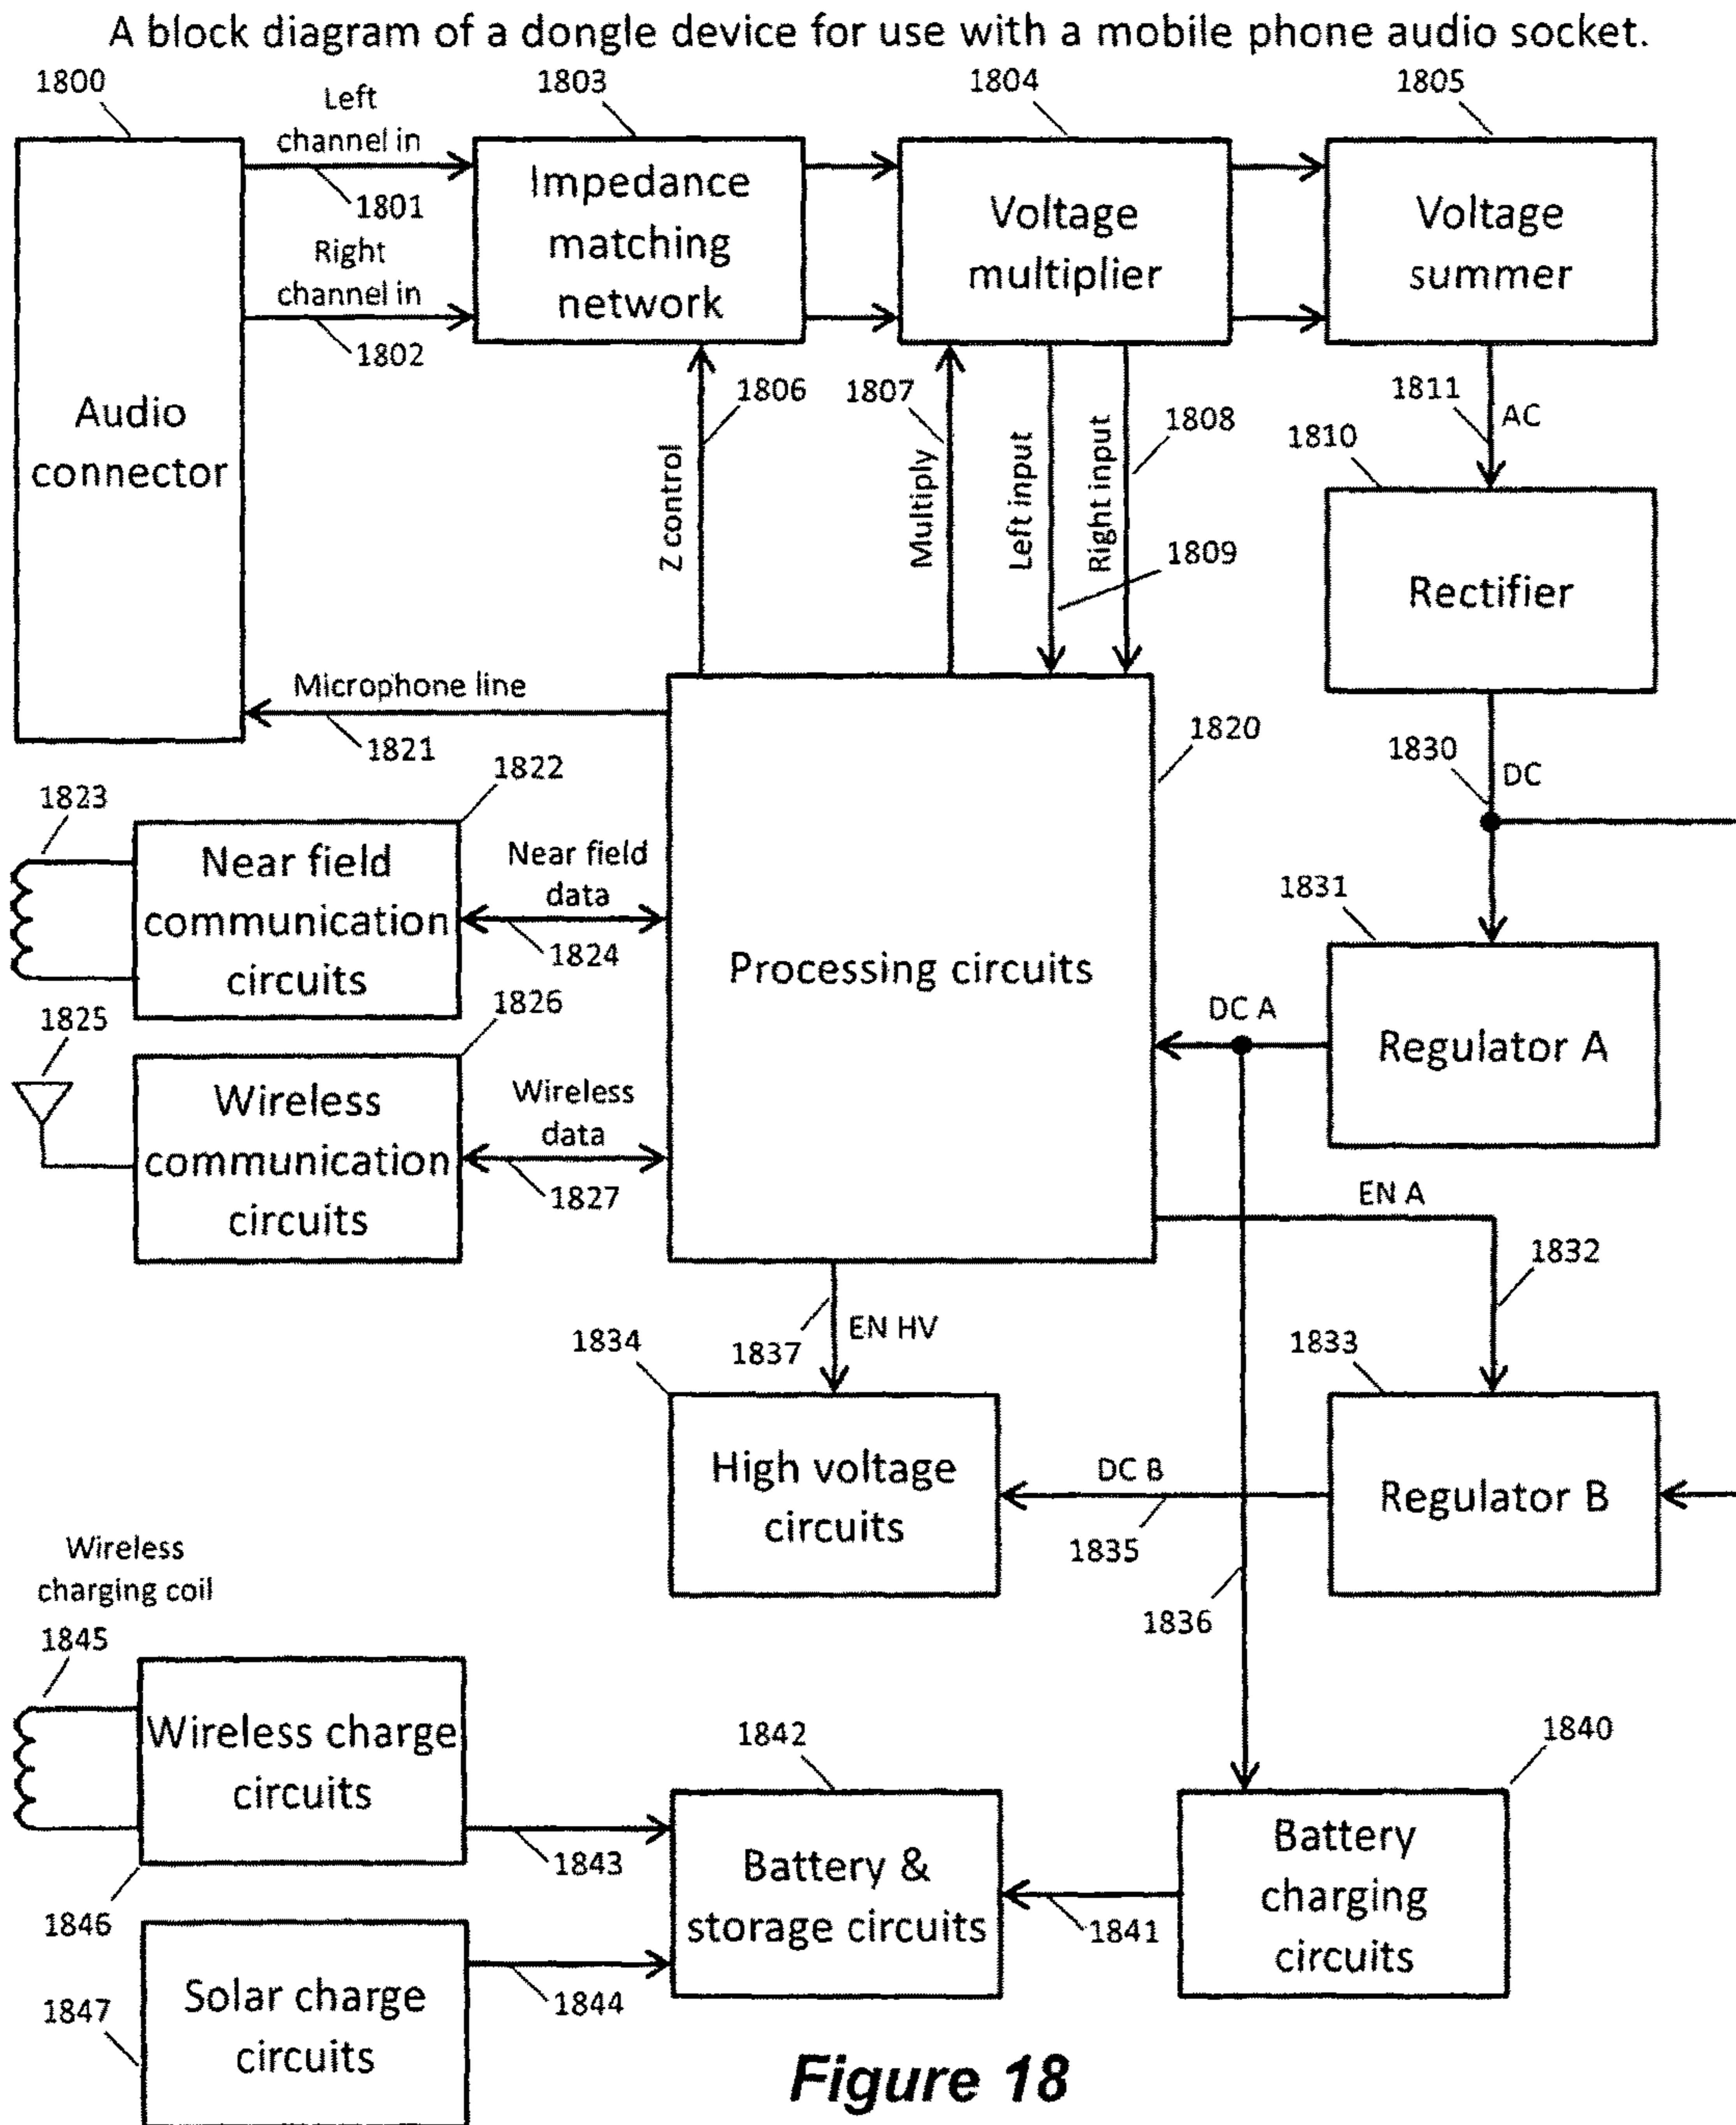 A block diagram of a dongle device for use with a mobile phone audio socket.
1800
1803
1804
1805
Left
channel in
1801
Right
channel in
1802
Audio
connector
Impedance
matching
network
Voltage
multiplier
Voltage
summer
1806
1807
1808
1809
1811
AC
1810
Z control
Multiply
Left input
Right input
Rectifier
Microphone line
1821
1820
1830
DC
1822
1823
Near field
communication
circuits
Near field
data
1824
Processing circuits
1831
Regulator A
DC A
1825
1826
Wireless
communication
circuits
Wireless
data
1827
EN A
1832
1834
1837
EN HV
1833
High voltage
circuits
DC B
1835
Regulator B
1836
Wireless
charging coil
1845
Wireless charge
circuits
1843
1846
1842
Battery &
storage circuits
1841
1840
Battery
charging
circuits
1847
Solar charge
circuits
1844
Figure 18